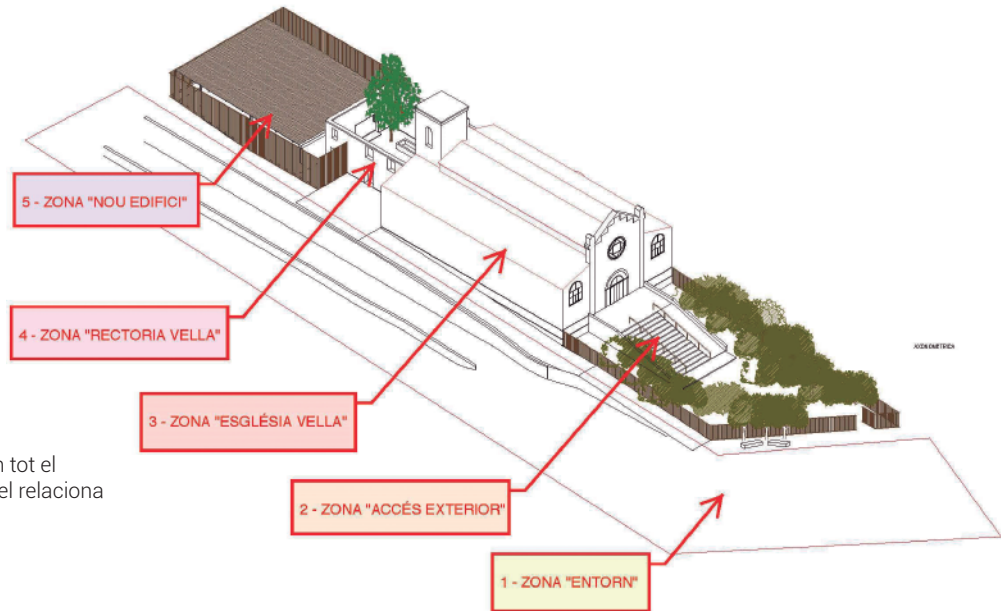 5 - ZONA "NOU EDIFICI"
4 - ZONA "RECTORIA VELLA"
AXONOMETRICA
3 - ZONA "ESGLÉSIA VELLA"
tot el
el relaciona
2 - ZONA "ACCÉS EXTERIOR"
1 - ZONA "ENTORN"